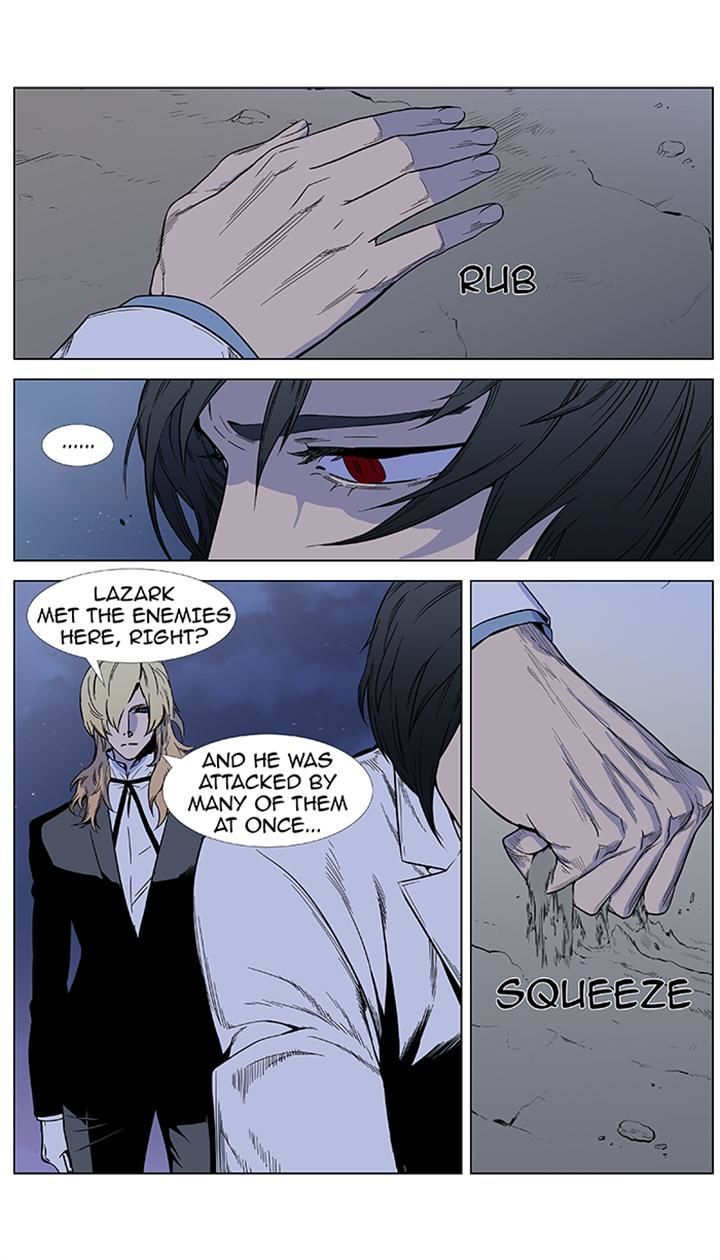 RUB
......
LAZARK
MET THE ENEMIES
HERE, RIGHT?
AND HE WAS
ATTACKED BY
MANY OF THEM
AT ONCE...
SQUEEZE